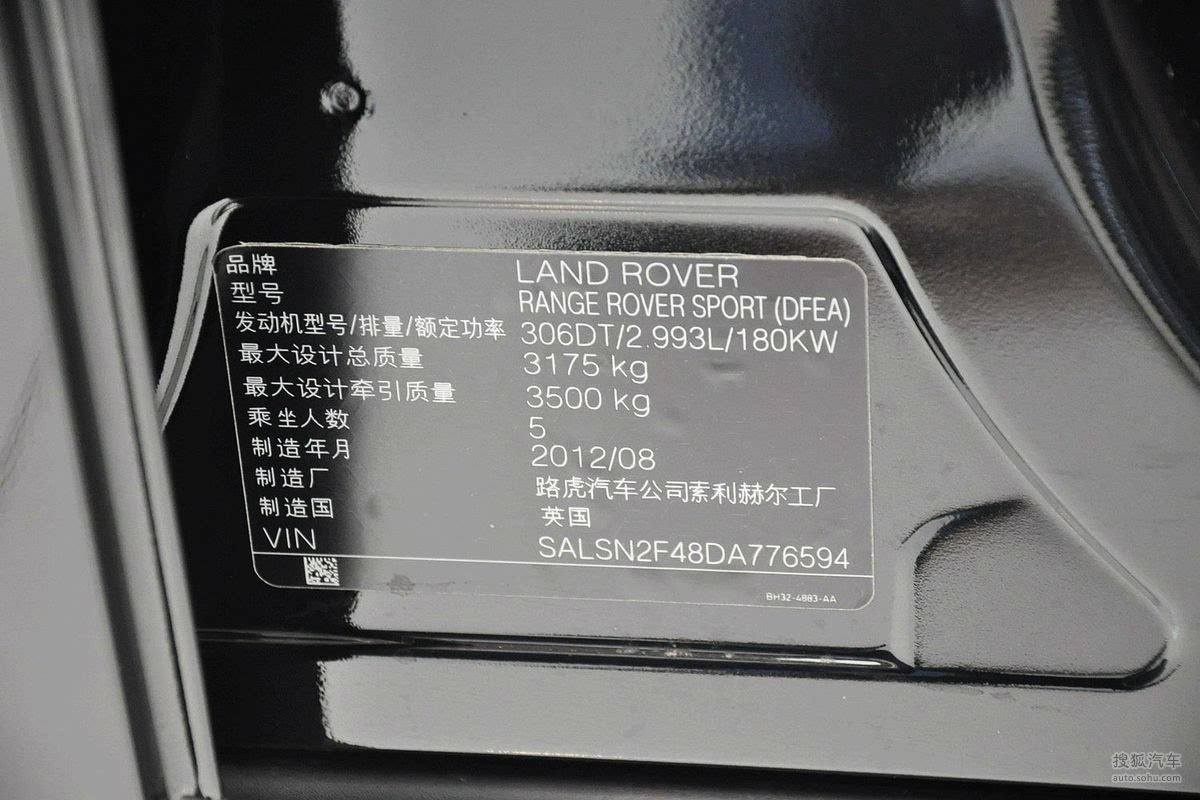 品牌 LAND ROVER
型号 RANGE ROVER SPORT (DFEA)
发动机型号/排量/额定功率 306DT/2.993L/180KW
最大设计总质量 3175 kg
最大设计牵引质量 3500 kg
乘坐人数 5
制造年月 2012/08
制造厂 路虎汽车公司索利赫尔工厂
制造国 英国
VIN SALSN2F48DA776594
BH32-4883-AA
搜狐汽车
auto.sohu.com